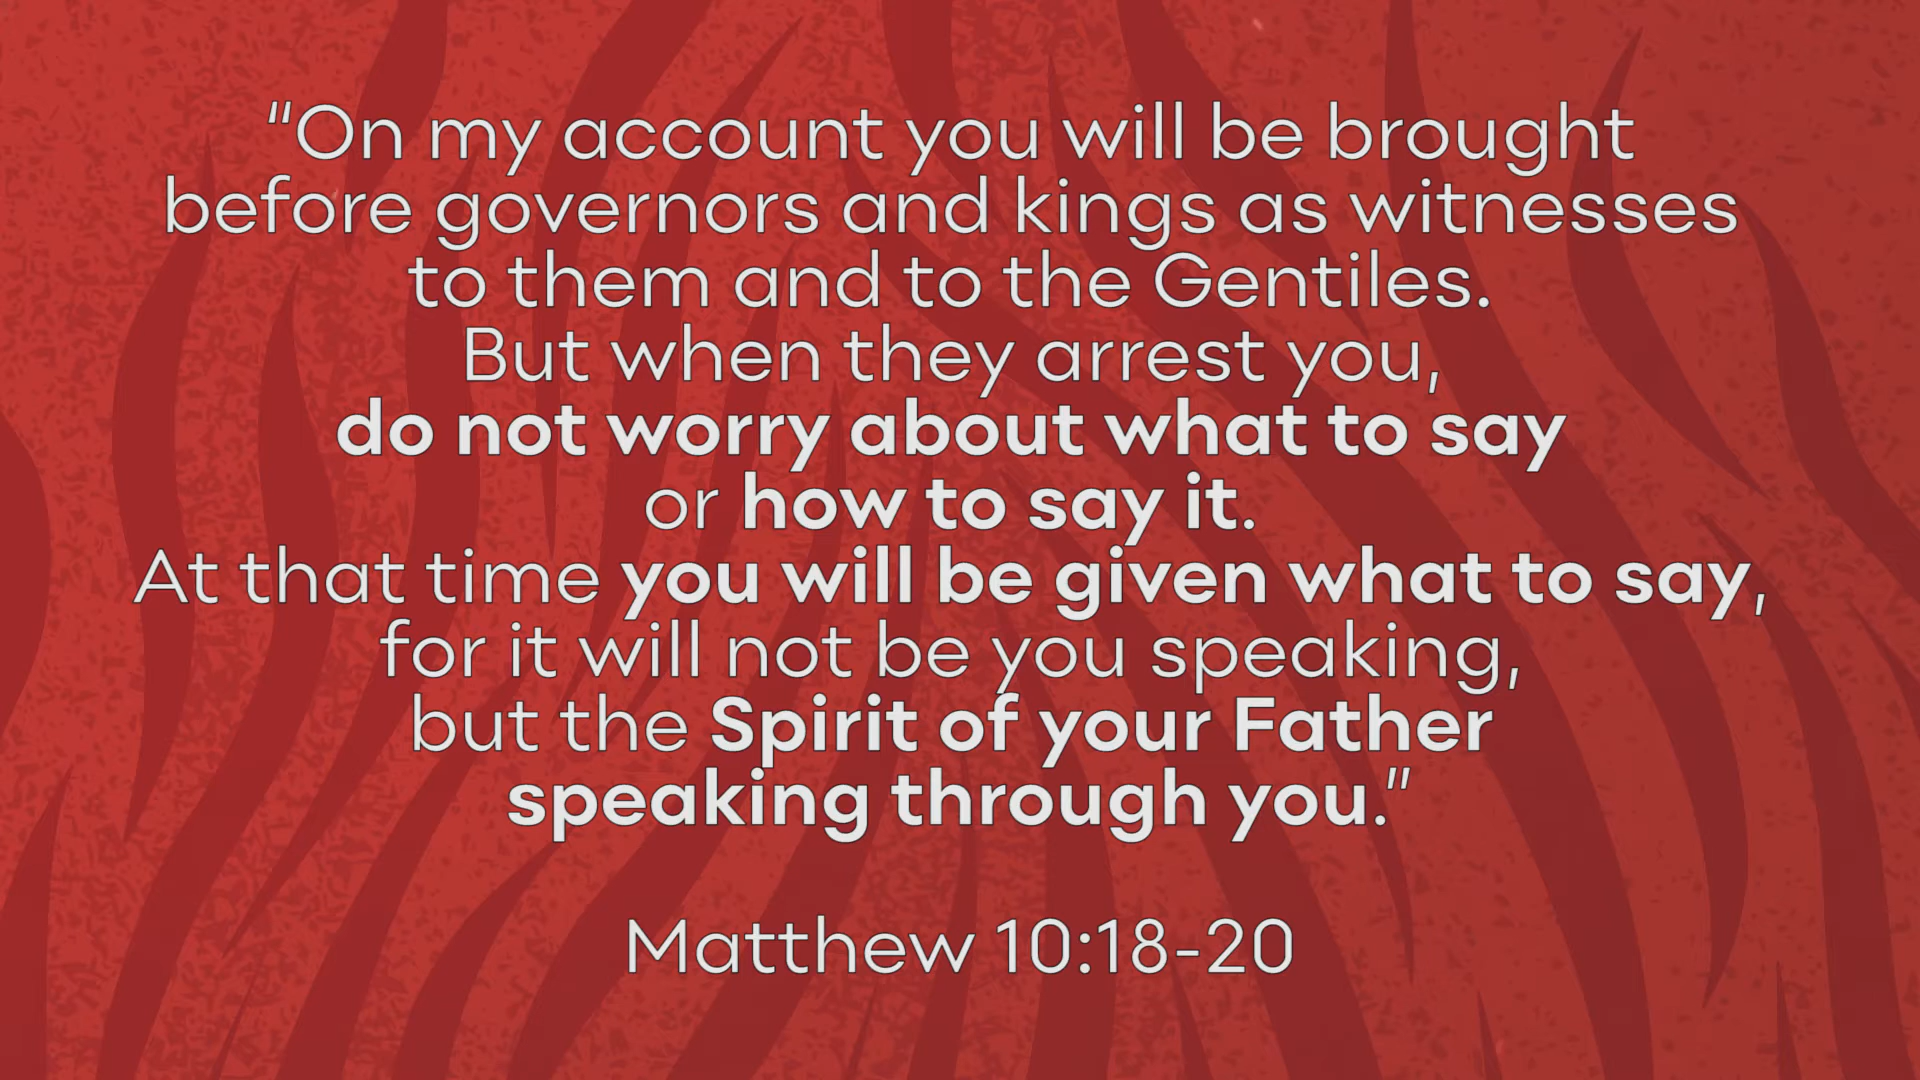 "On my account you will be brought
before governors and kings as witnesses
to them and to the Gentiles.
But when they arrest you,
do not worry about what to say
or how to say it.
At that time you will be given what to say,
for it will not be you speaking,
but the Spirit of your Father
speaking through you."
Matthew 10:18-20